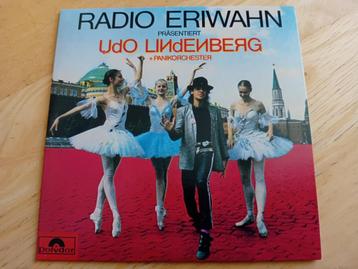 RADIO ERIWAHN
PRÄSENTIERT
UdO LINdENBERG
+ PANIKORCHESTER
Polydor